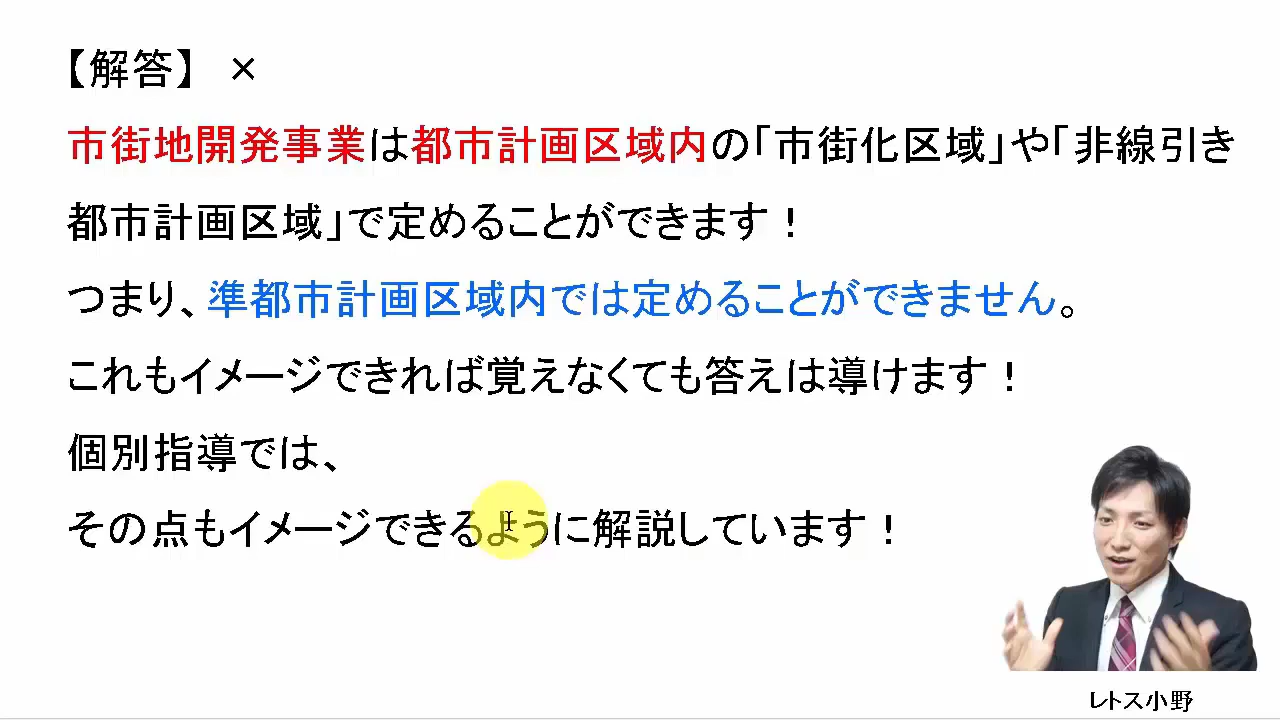 【解答】 ×
市街地開発事業は都市計画区域内の「市街化区域」や「非線引き
都市計画区域」で定めることができます！
つまり、準都市計画区域内では定めることができません。
これもイメージできれば覚えなくても答えは導けます！
個別指導では、
その点もイメージできるように解説しています！
レトス小野